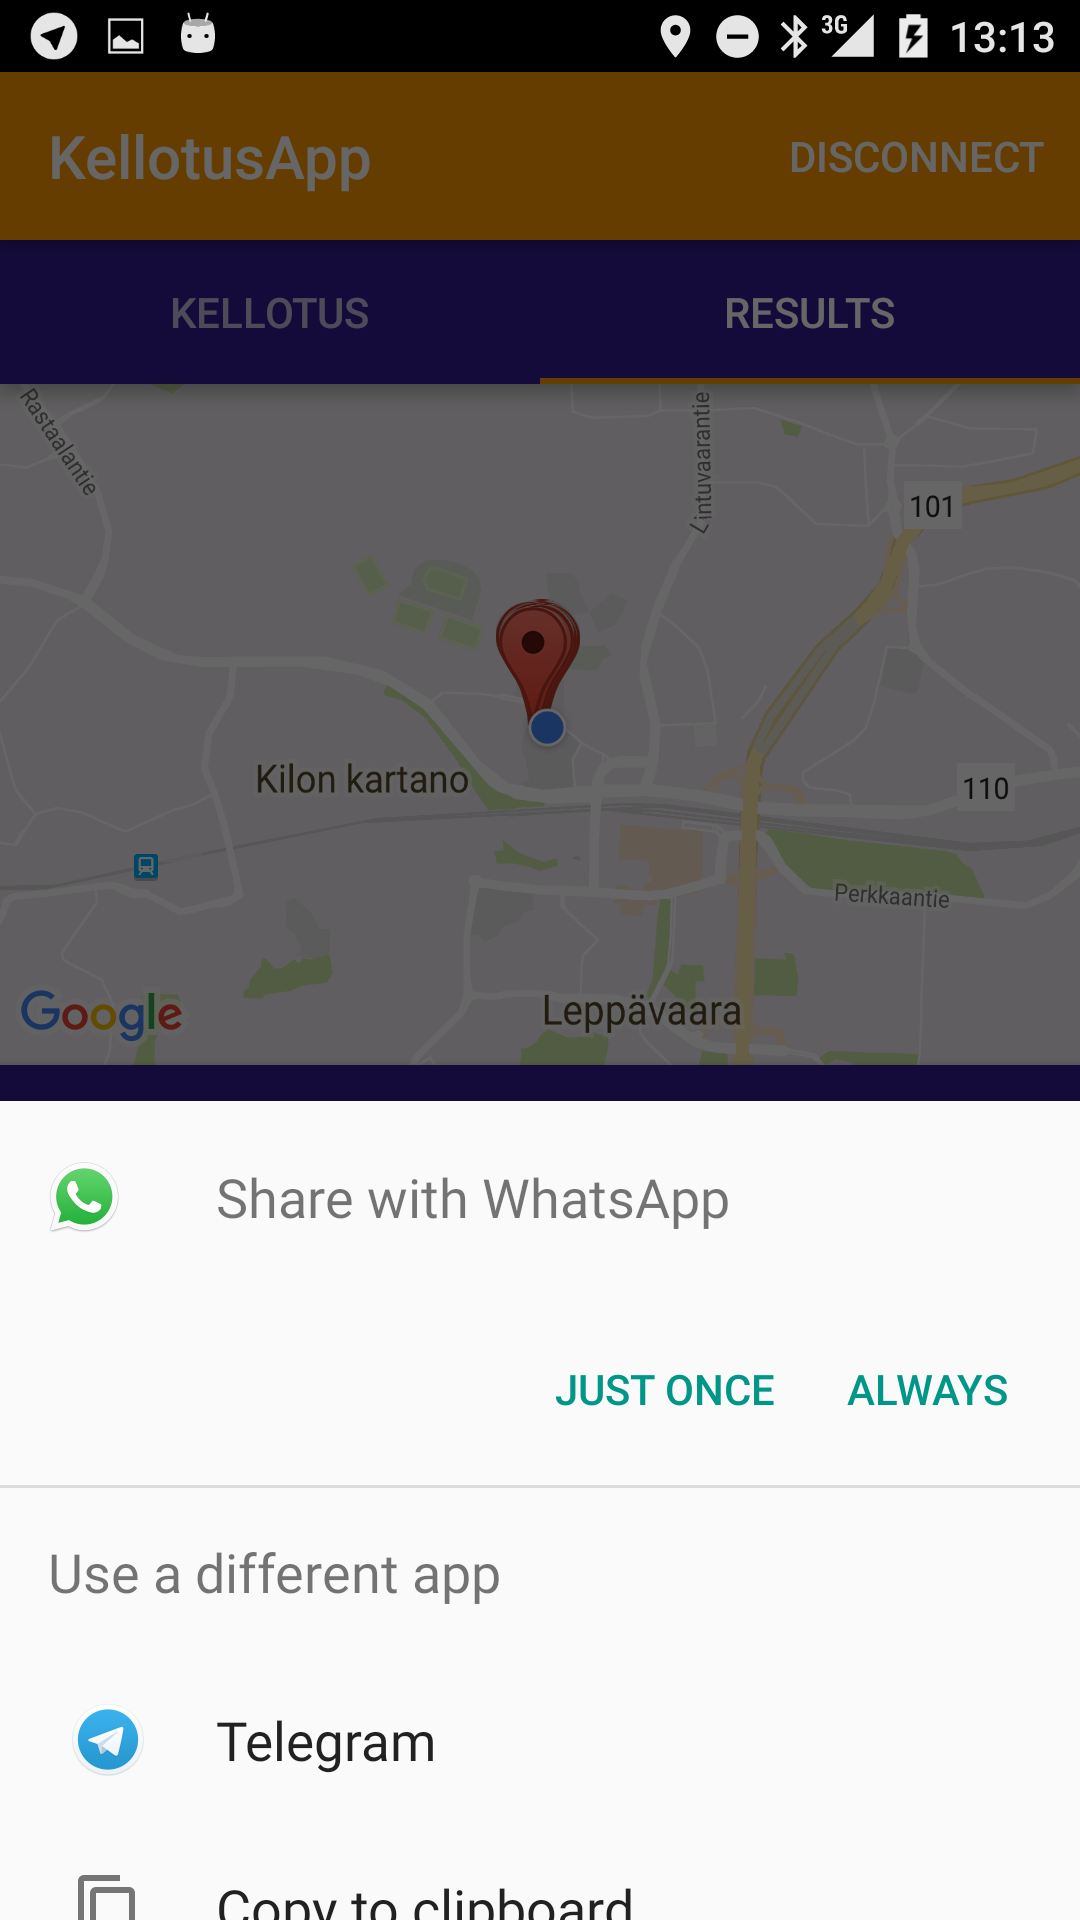 3G 13:13
KellotusApp DISCONNECT
KELLOTUS RESULTS
Rastaalantie
Lintuvaarantie
101
Kilon kartano
110
Perkkaantie
Google
Leppävaara
Share with WhatsApp
JUST ONCE ALWAYS
Use a different app
Telegram
Copy to clipboard